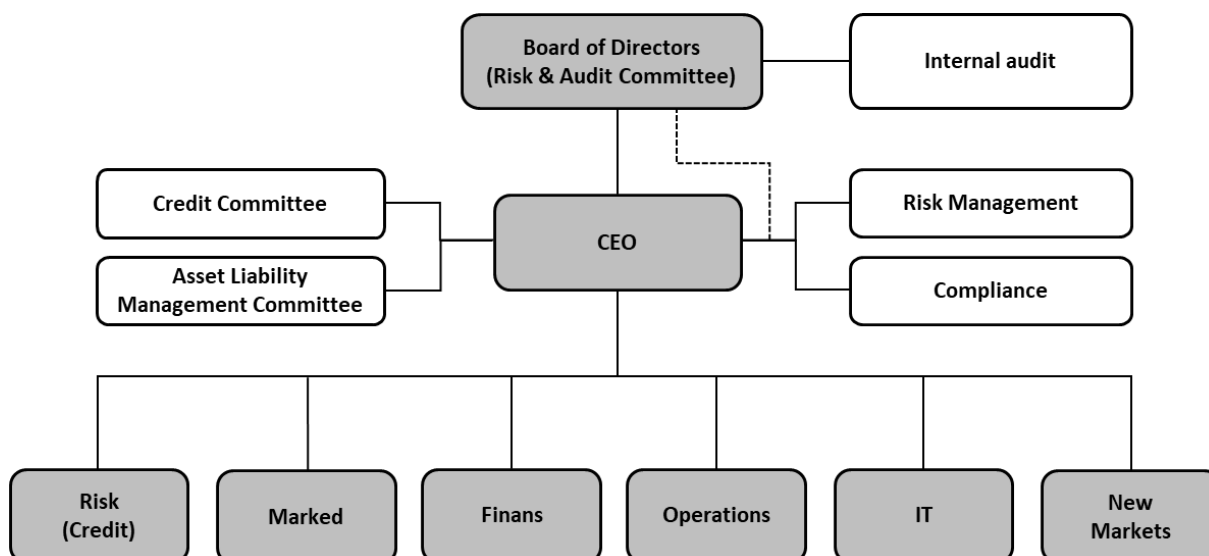 Board of Directors
(Risk & Audit Committee)
Internal audit
Credit Committee
Risk Management
CEO
Asset Liability
Management Committee
Compliance
Risk
(Credit)
Marked
Finans
Operations
IT
New
Markets